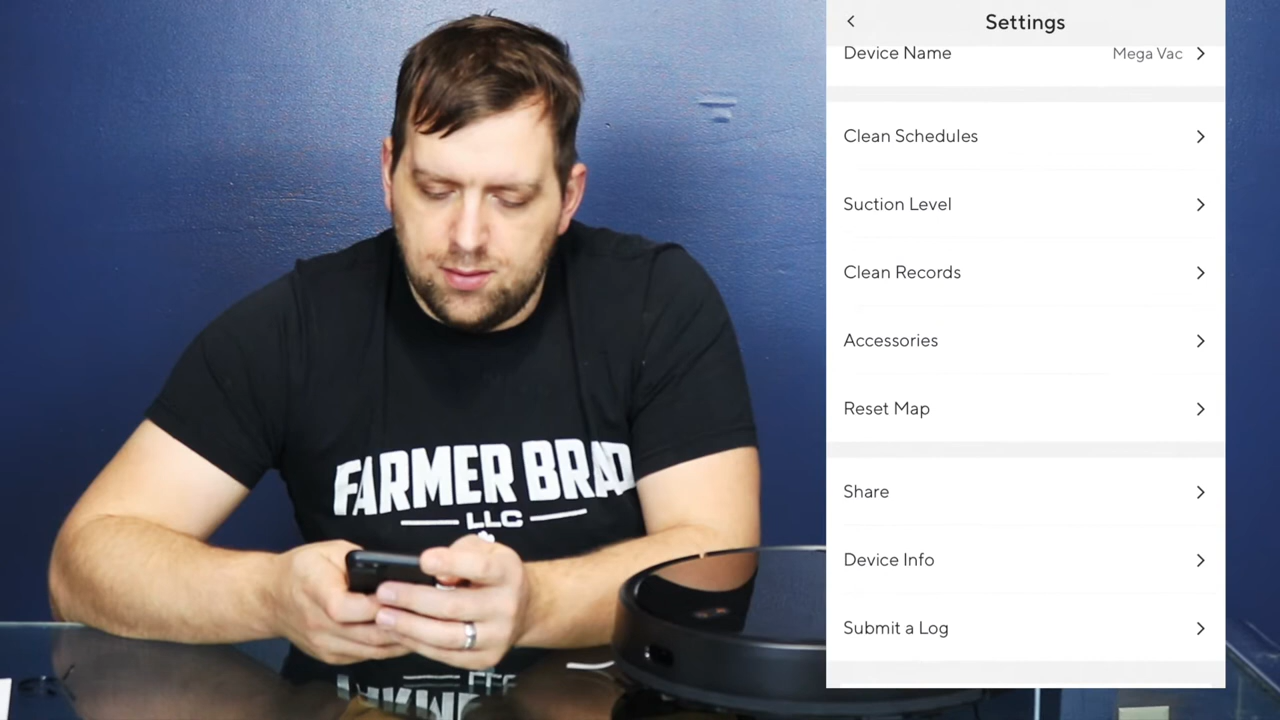 Settings
Device Name Mega Vac
Clean Schedules
Suction Level
Clean Records
Accessories
Reset Map
Share
Device Info
Submit a Log
FARMER BRAD
LLC